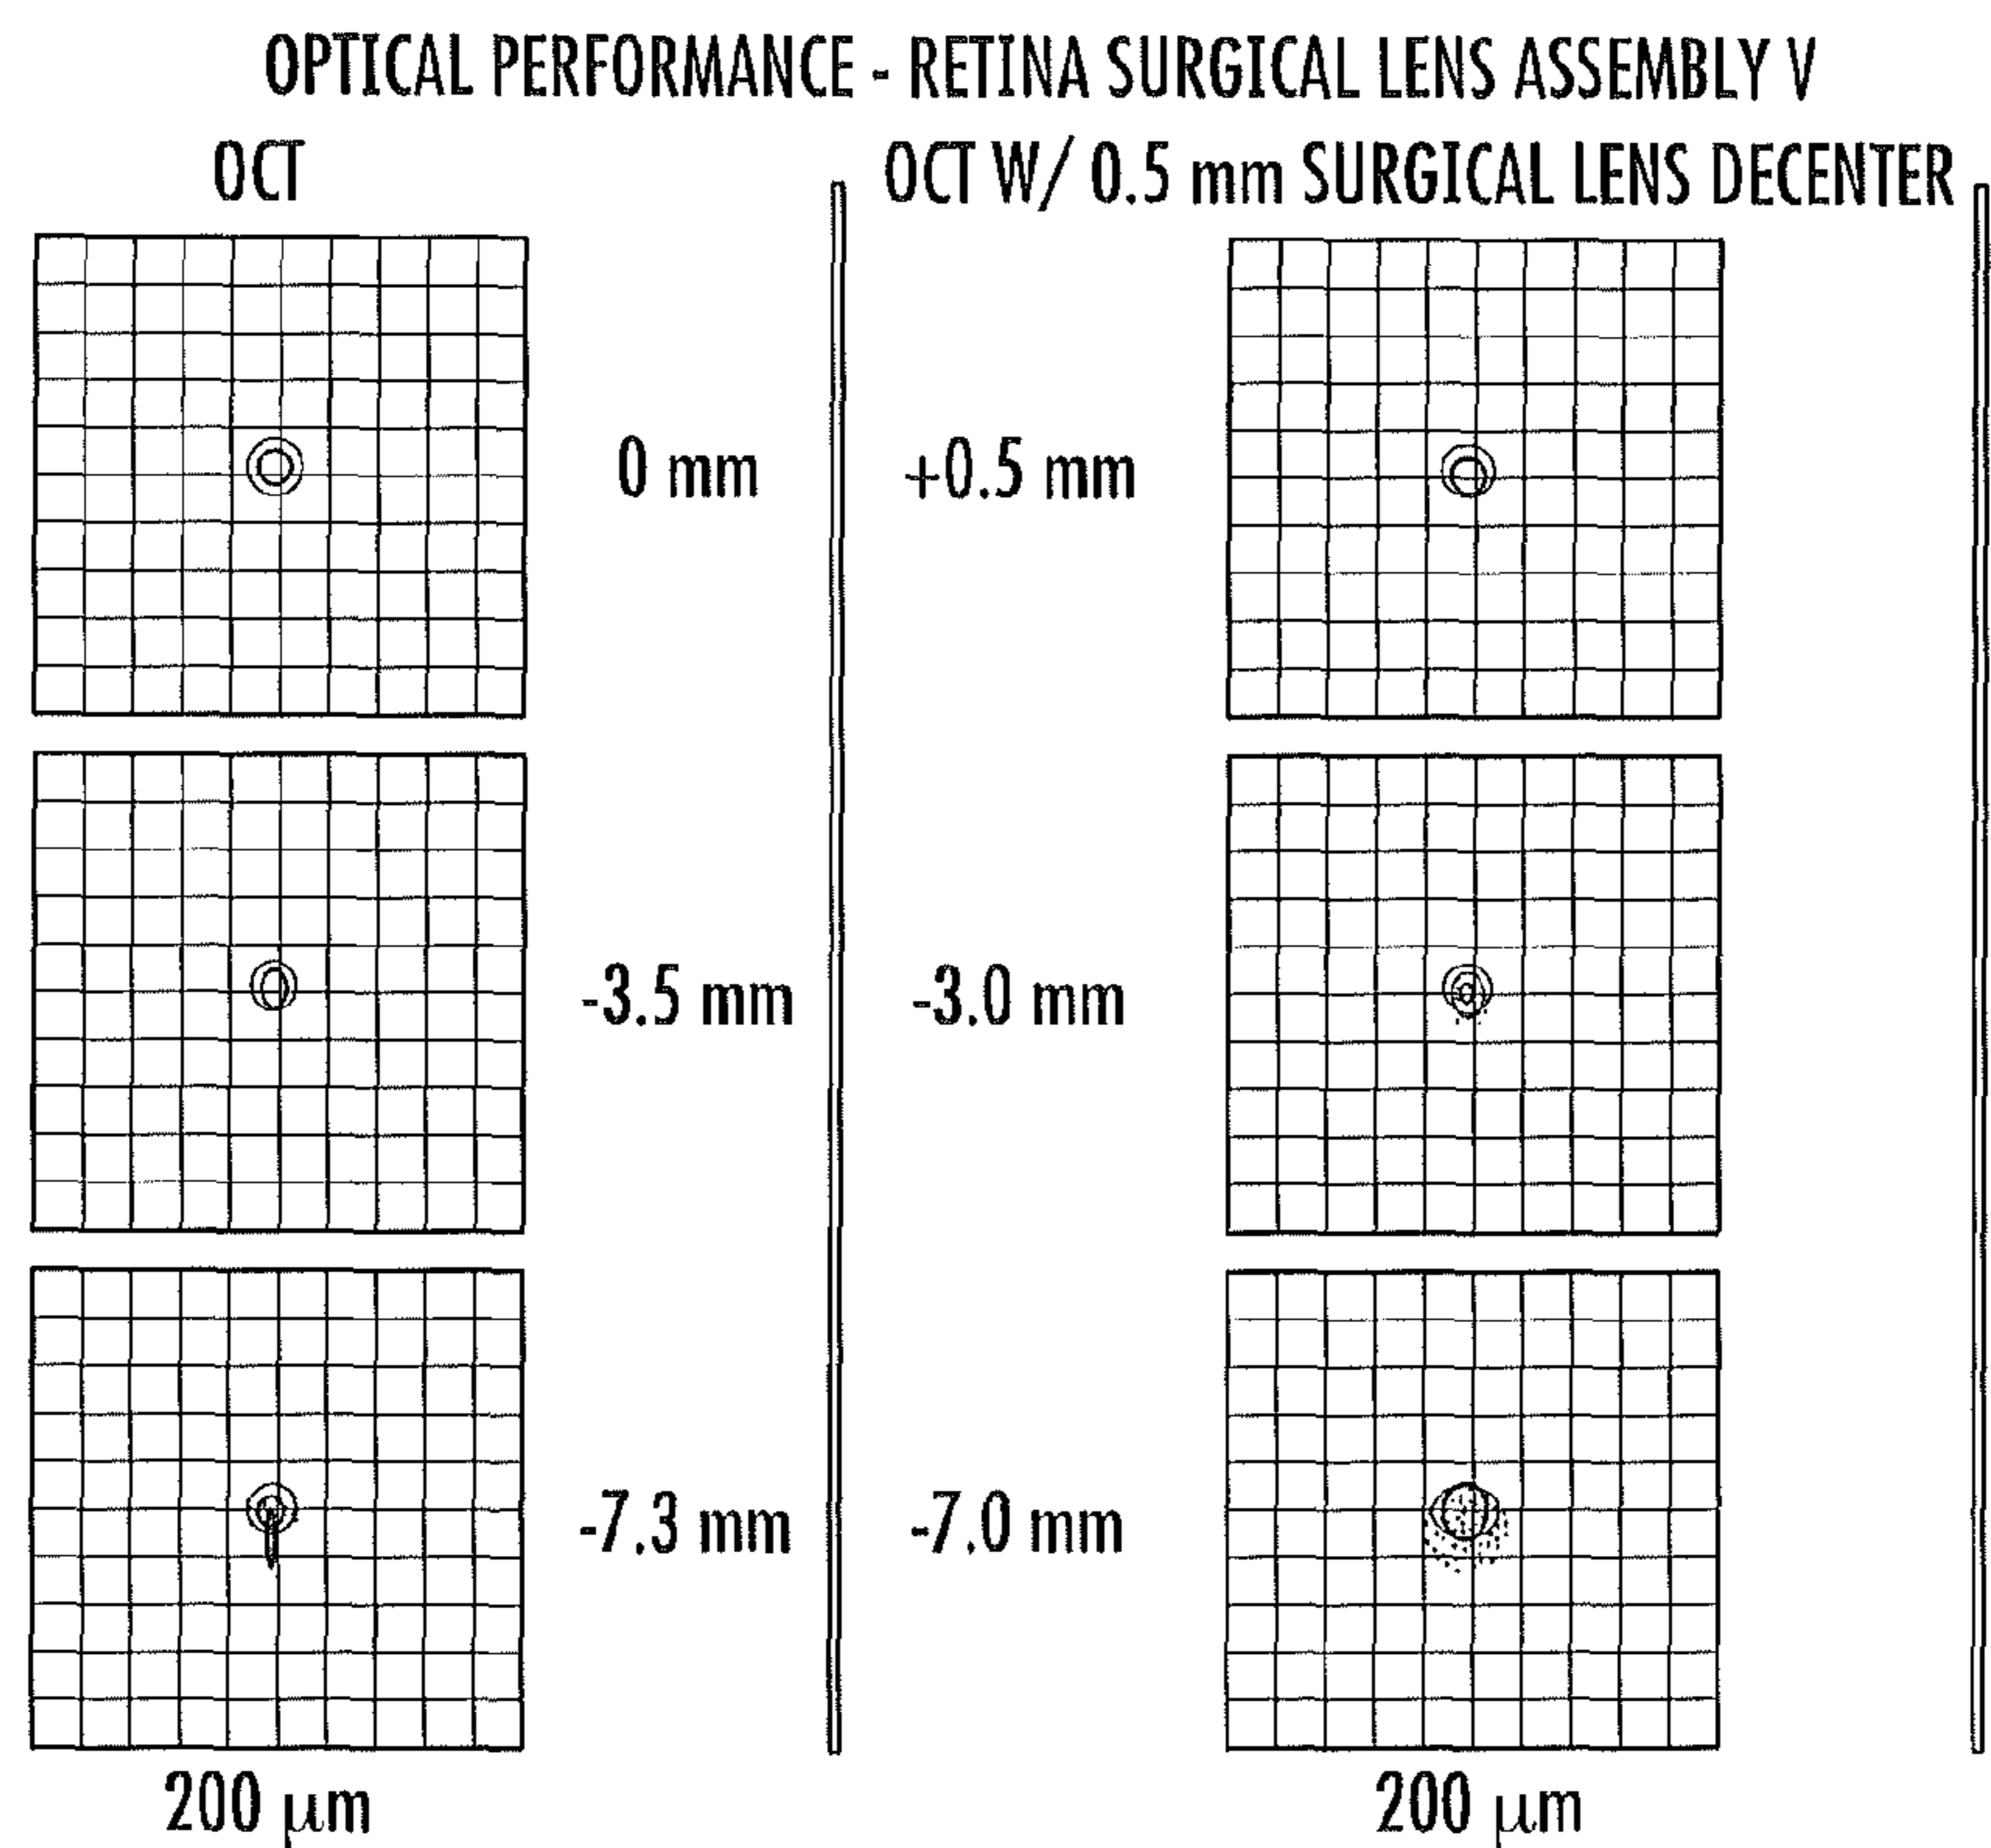 OPTICAL PERFORMANCE - RETINA SURGICAL LENS ASSEMBLY V
OCT
OCT W/ 0.5 mm SURGICAL LENS DECENTER
0 mm
+0.5 mm
-3.5 mm
-3.0 mm
-7.3 mm
-7.0 mm
200 μm
200 μm